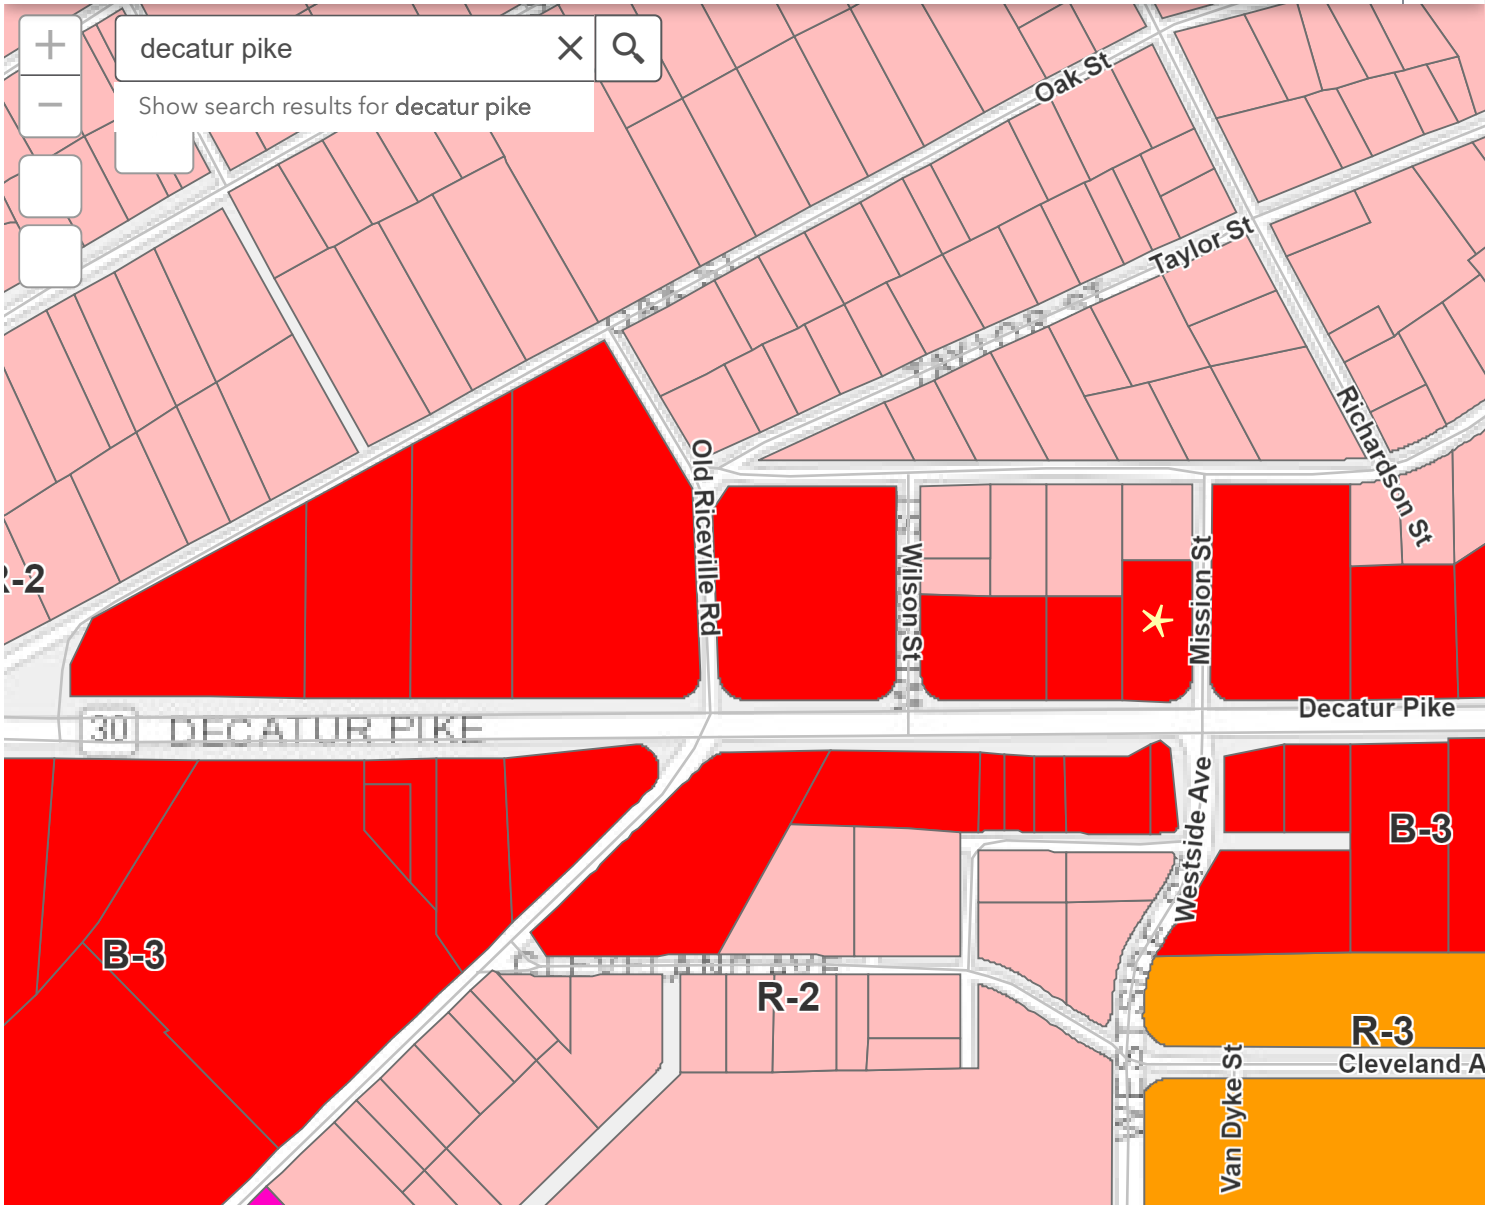 +
decatur pike
−
Show search results for decatur pike
Oak St
Taylor St
Richardson St
Old Riceville Rd
Wilson St
Mission St
R-2
Decatur Pike
30 DECATUR PIKE
Westside Ave
B-3
B-3
R-2
R-3
Cleveland A
Van Dyke St